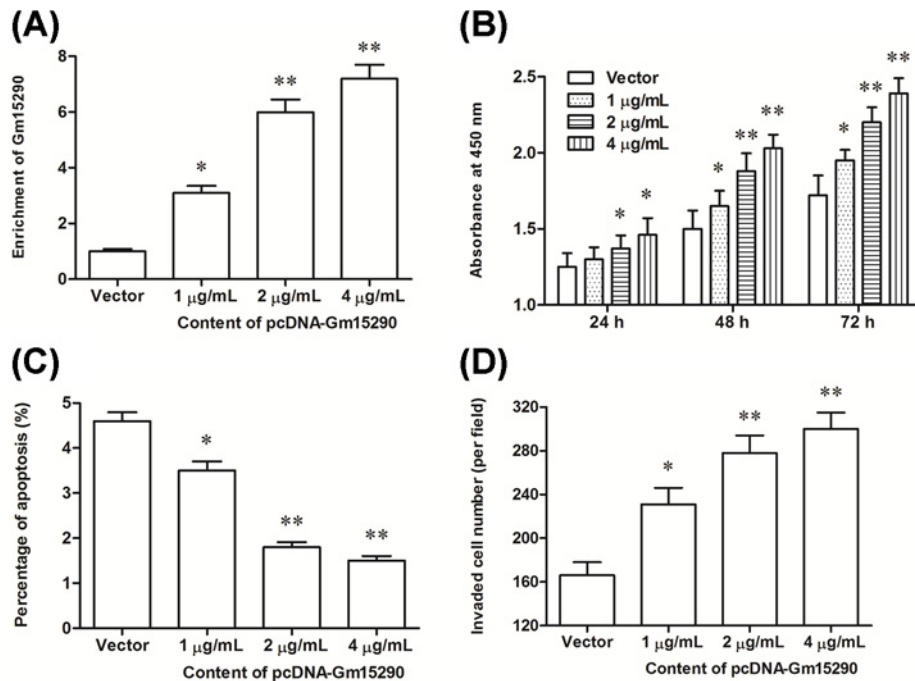 (A)
Enrichment of Gm15290
8
6
4
2
0
*
**
**
Vector 1 μg/mL 2 μg/mL 4 μg/mL
Content of pcDNA-Gm15290
(B)
Absorbance at 450 nm
2.5
2.0
1.5
1.0
Vector
1 μg/mL
2 μg/mL
4 μg/mL
* *
* ** **
* ** **
24 h 48 h 72 h
(C)
Percentage of apoptosis (%)
5
4
3
2
1
0
*
**
**
Vector 1 μg/mL 2 μg/mL 4 μg/mL
Content of pcDNA-Gm15290
(D)
Invaded cell number (per field)
320
280
240
200
160
120
*
**
**
Vector 1 μg/mL 2 μg/mL 4 μg/mL
Content of pcDNA-Gm15290